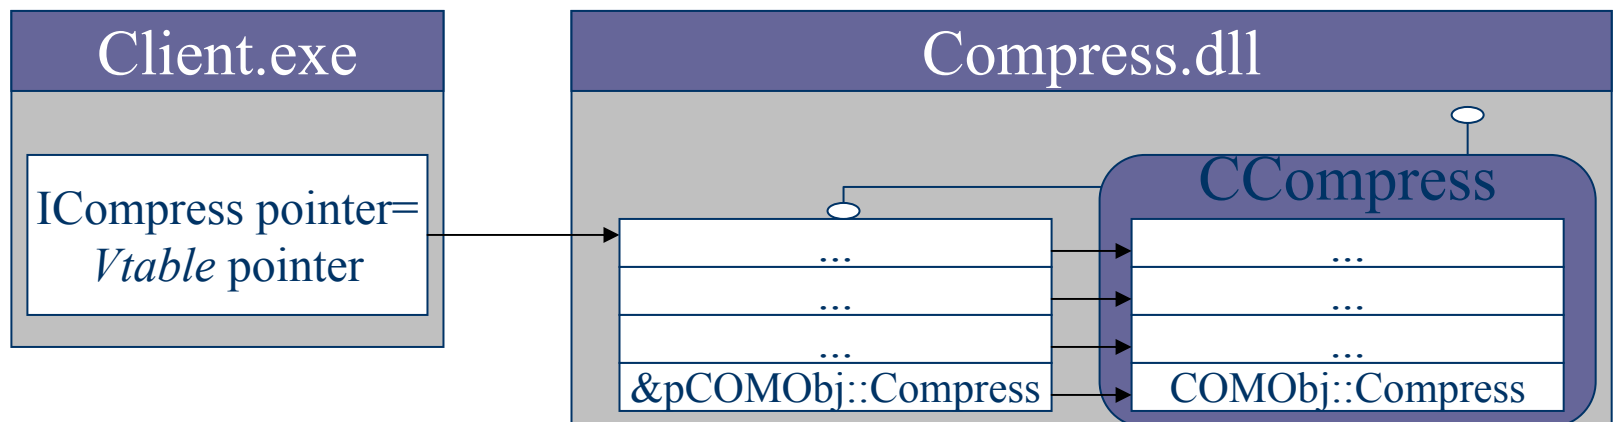 Client.exe
Compress.dll
ICompress pointer=
Vtable pointer
CCompress
...
...
...
&pCOMObj::Compress
...
...
...
COMObj::Compress